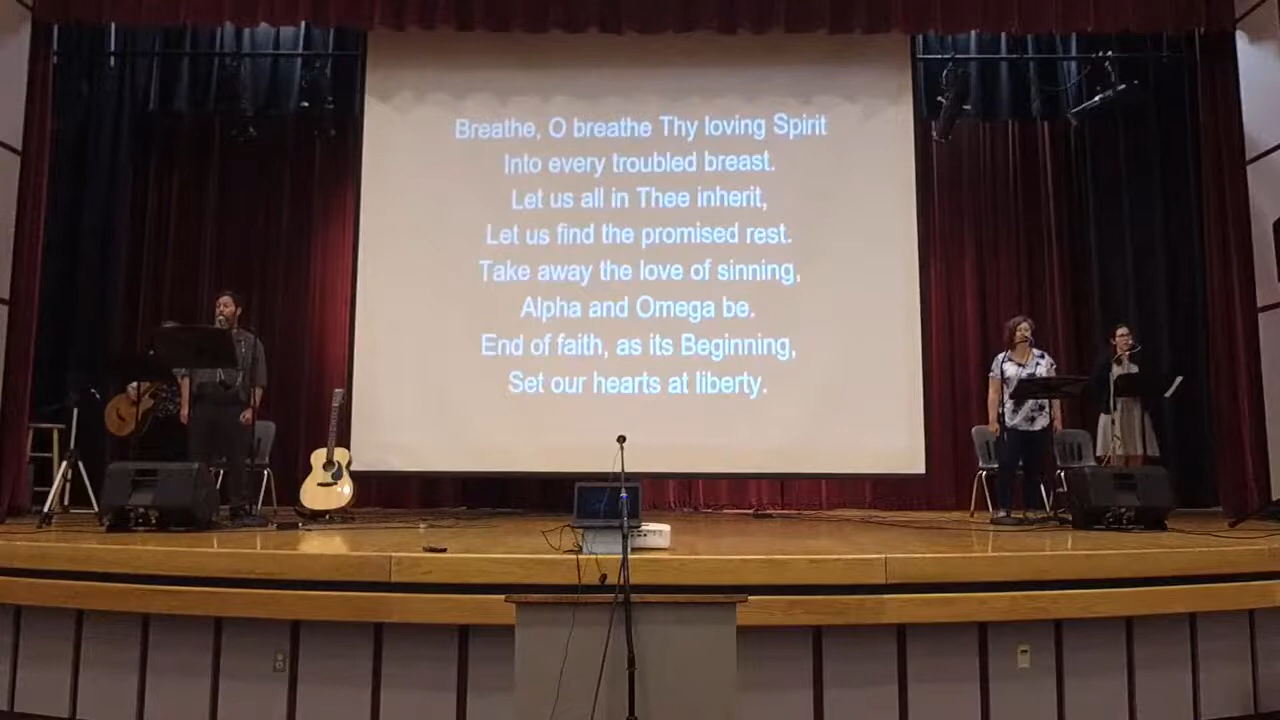 Breathe, O breathe Thy loving Spirit
Into every troubled breast.
Let us all in Thee inherit,
Let us find the promised rest.
Take away the love of sinning,
Alpha and Omega be.
End of faith, as its Beginning,
Set our hearts at liberty.